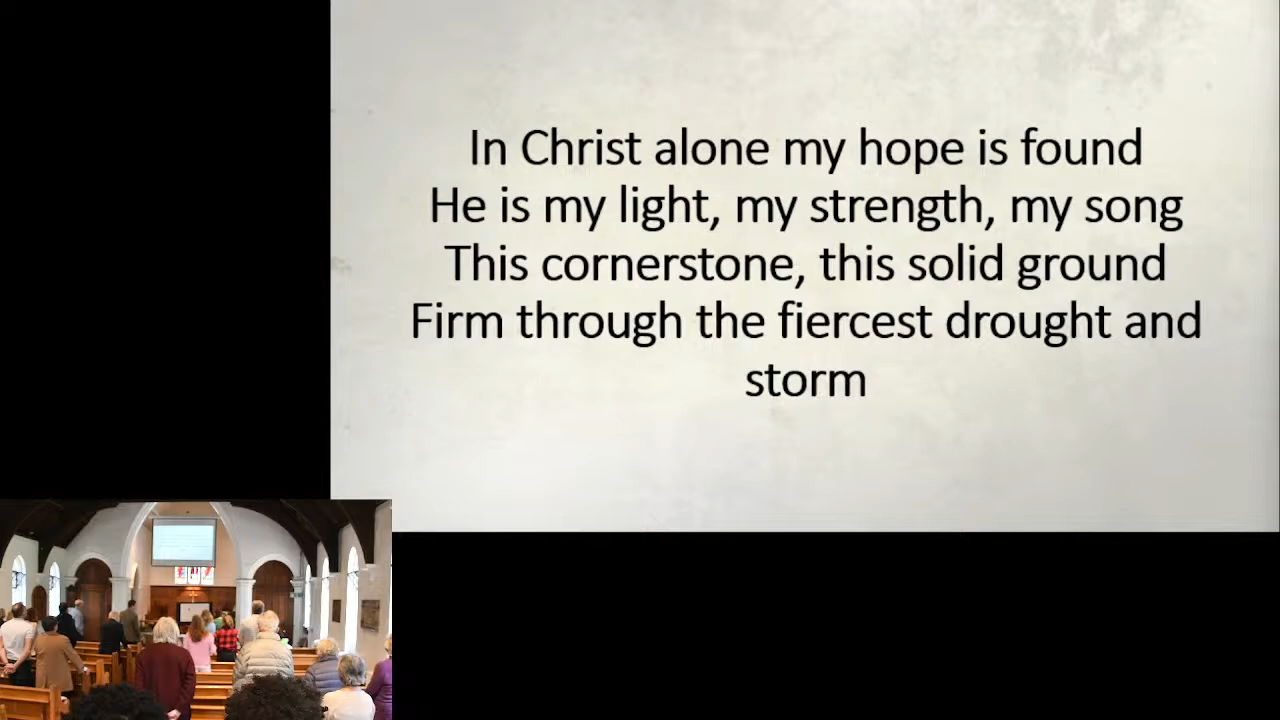 In Christ alone my hope is found
He is my light, my strength, my song
This cornerstone, this solid ground
Firm through the fiercest drought and
storm